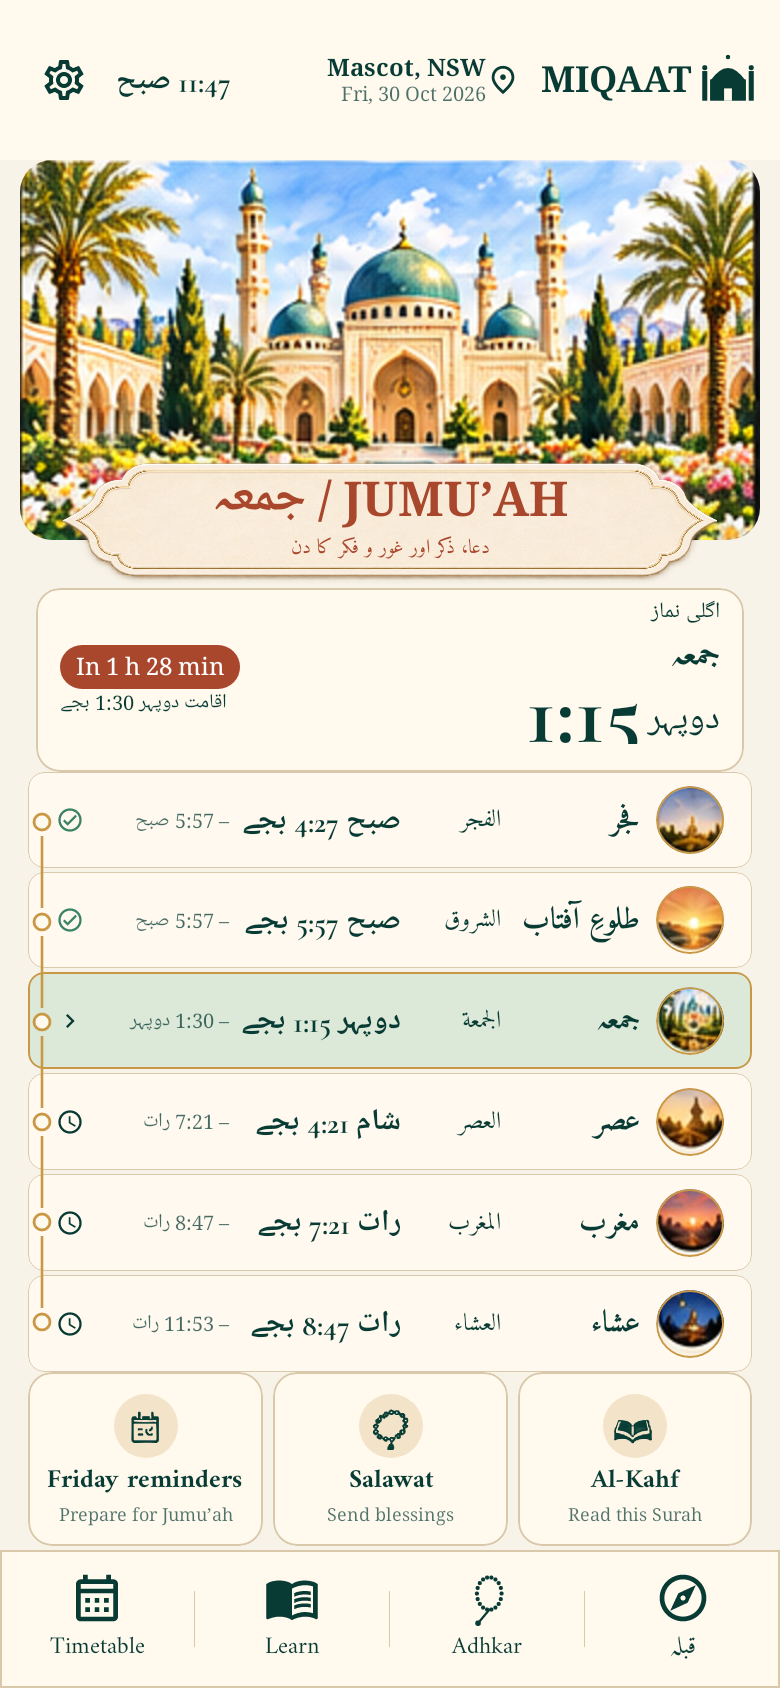 MIQAAT
Mascot, NSW
Fri, 30 Oct 2026
11:47 صبح
جمعہ / JUMU’AH
دعا، ذکر اور غور و فکر کا دن
اگلی نماز
جمعہ
دوپہر 1:15
In 1 h 28 min
اقامت دوپہر 1:30 بجے
فجر الفجر صبح 4:27 بجے – 5:57 صبح
طلوعِ آفتاب الشروق صبح 5:57 بجے – 5:57 صبح
جمعہ الجمعة دوپہر 1:15 بجے – 1:30 دوپہر
عصر العصر شام 4:21 بجے – 7:21 رات
مغرب المغرب رات 7:21 بجے – 8:47 رات
عشاء العشاء رات 8:47 بجے – 11:53 رات
Al-Kahf
Read this Surah
Salawat
Send blessings
Friday reminders
Prepare for Jumu’ah
قبلہ
Adhkar
Learn
Timetable